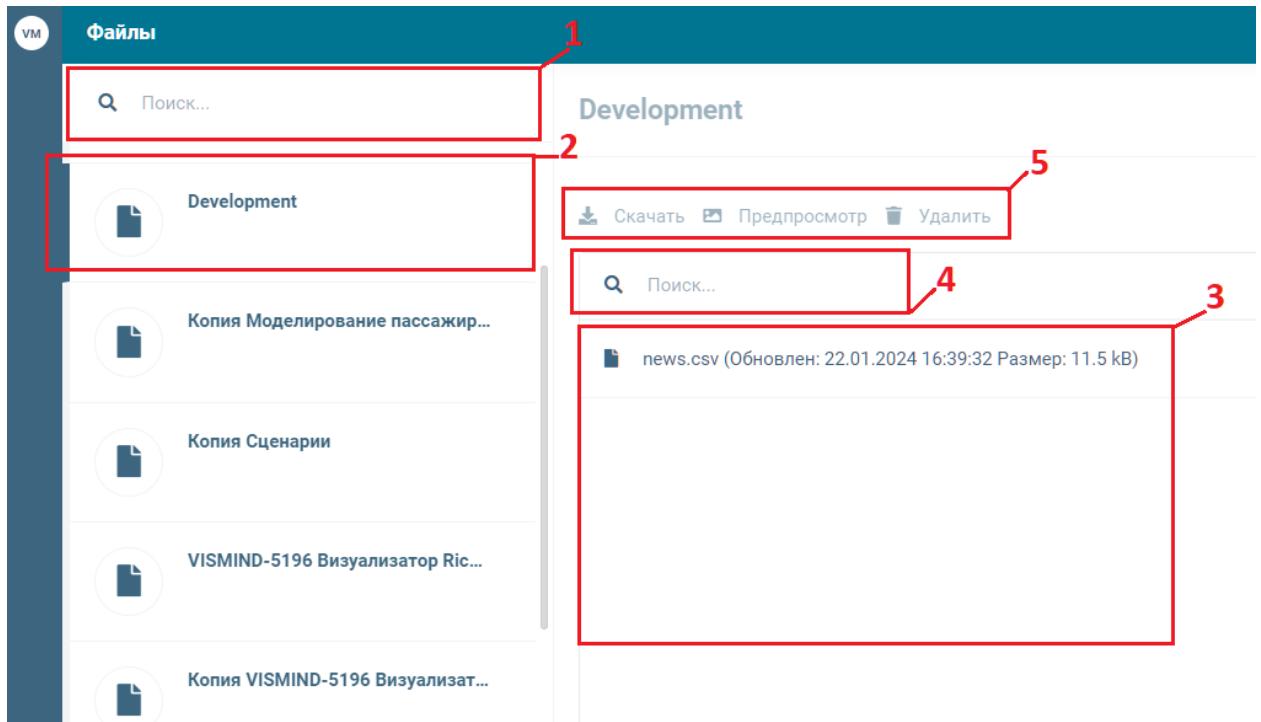 VM
Файлы
1
Поиск...
2
Development
Копия Моделирование пассажир...
Копия Сценарии
VISMIND-5196 Визуализатор Ric...
Копия VISMIND-5196 Визуализат...
Development
5
Скачать Предпросмотр Удалить
4
Поиск...
3
news.csv (Обновлен: 22.01.2024 16:39:32 Размер: 11.5 kB)